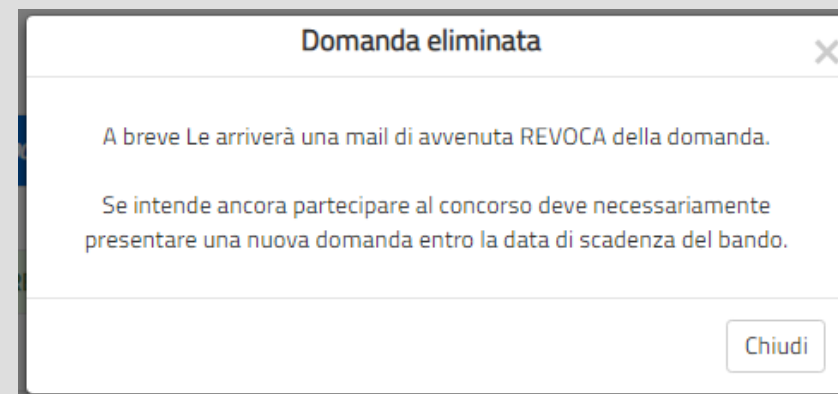 Domanda eliminata
A breve Le arriverà una mail di avvenuta REVOCA della domanda.
Se intende ancora partecipare al concorso deve necessariamente
presentare una nuova domanda entro la data di scadenza del bando.
Chiudi